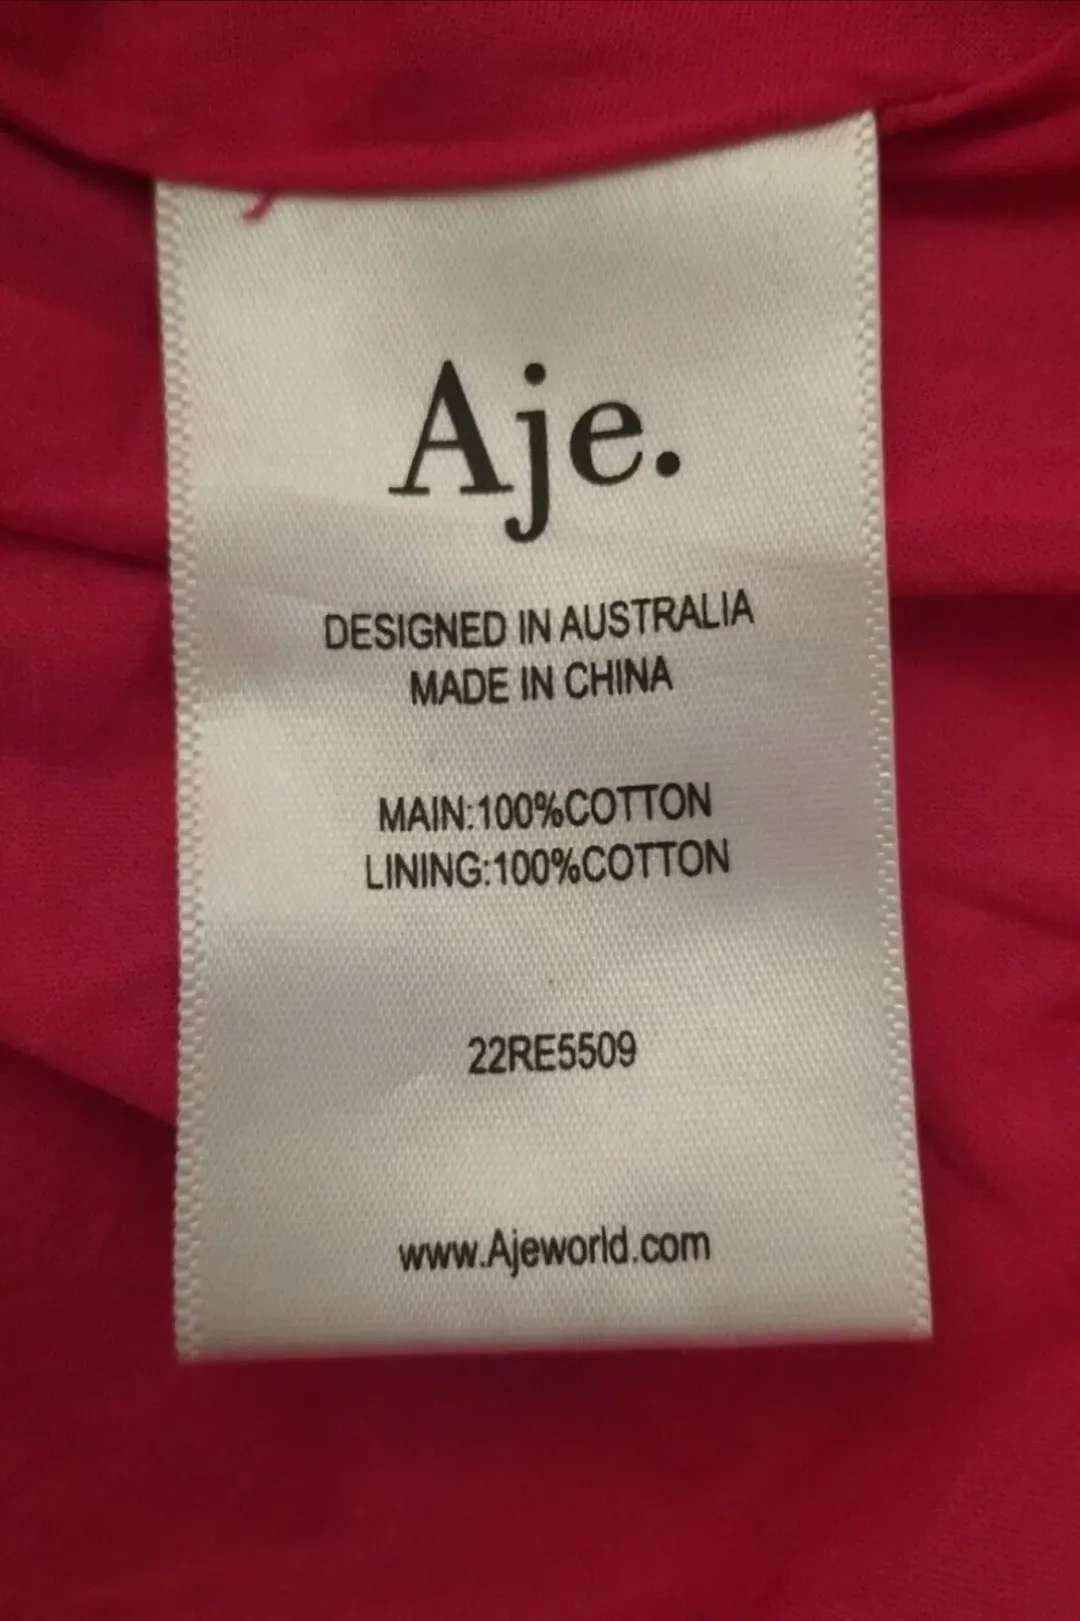 Aje.
DESIGNED IN AUSTRALIA
MADE IN CHINA
MAIN:100%COTTON
LINING:100%COTTON
22RE5509
www.Ajeworld.com